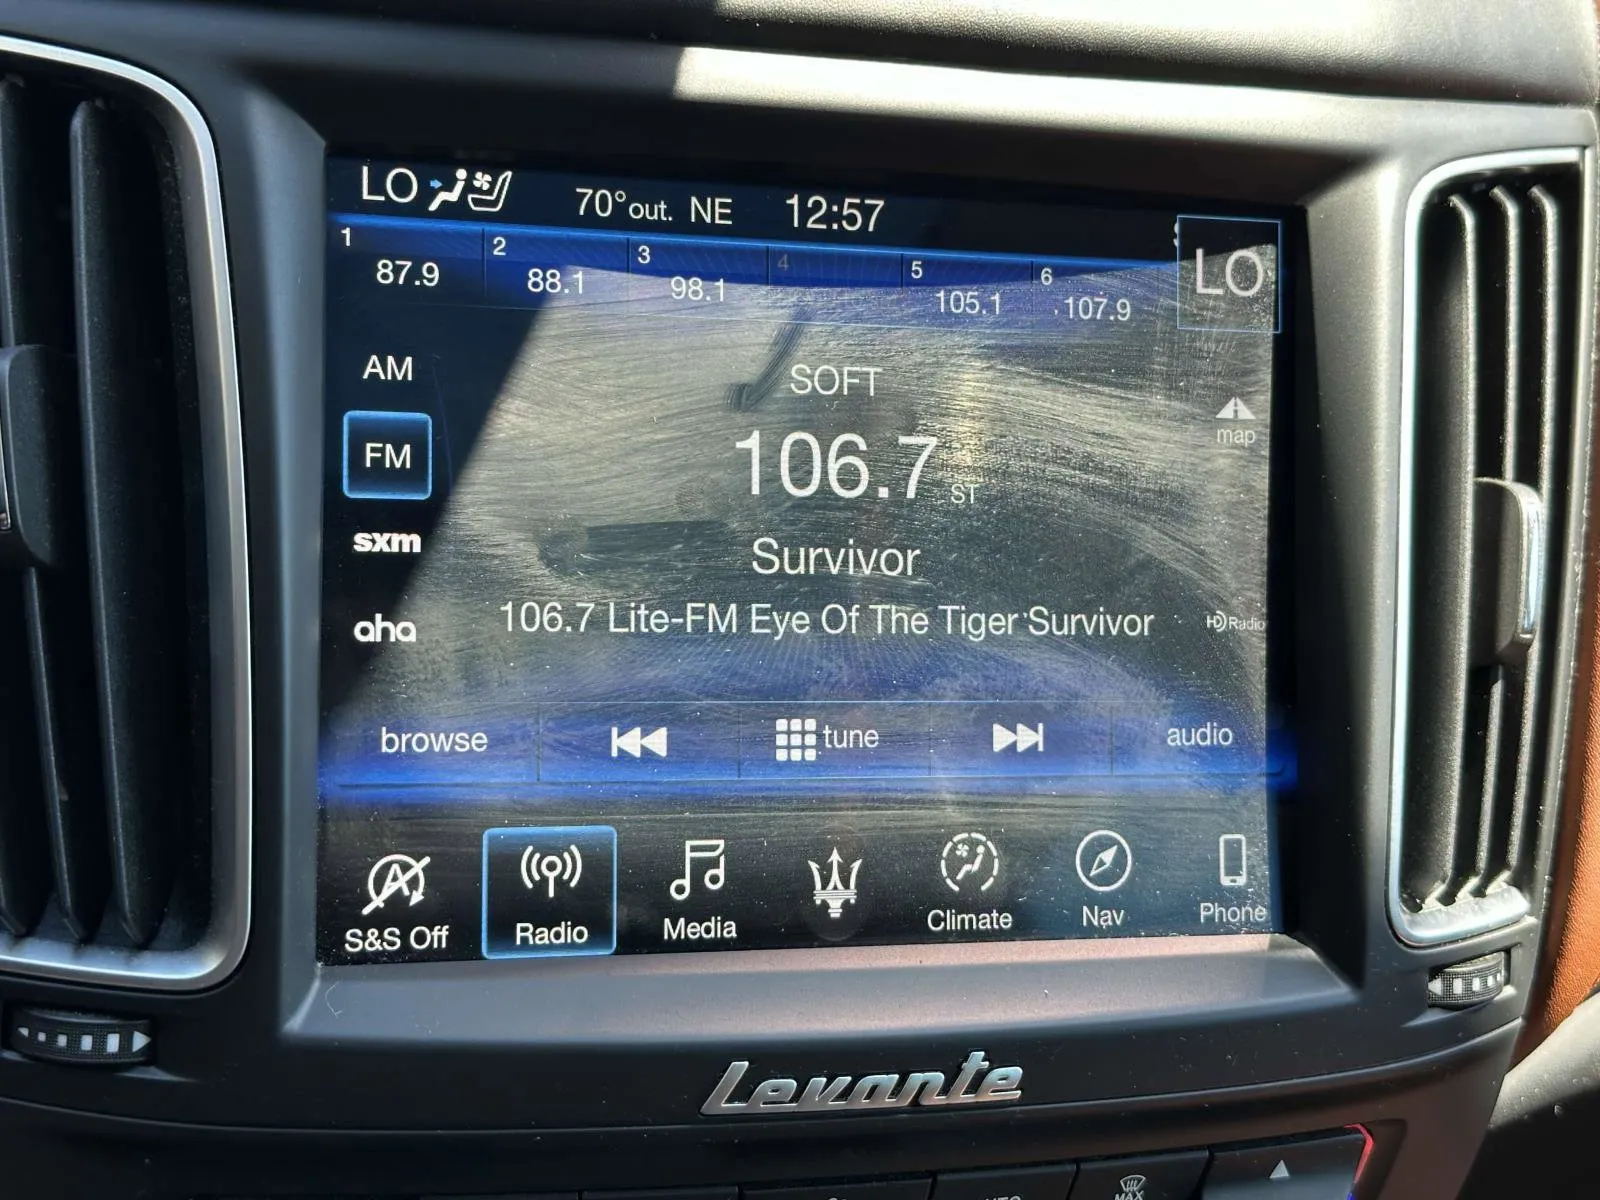 LO 70° out. NE 12:57
LO
1 2 3 4 5 6
87.9 88.1 98.1 105.1 107.9
AM
SOFT
map
FM
106.7 ST
sxm
Survivor
aha
106.7 Lite-FM Eye Of The Tiger Survivor
HD Radio
browse tune audio
S&S Off Radio Media Climate Nav Phone
Levante
MAX